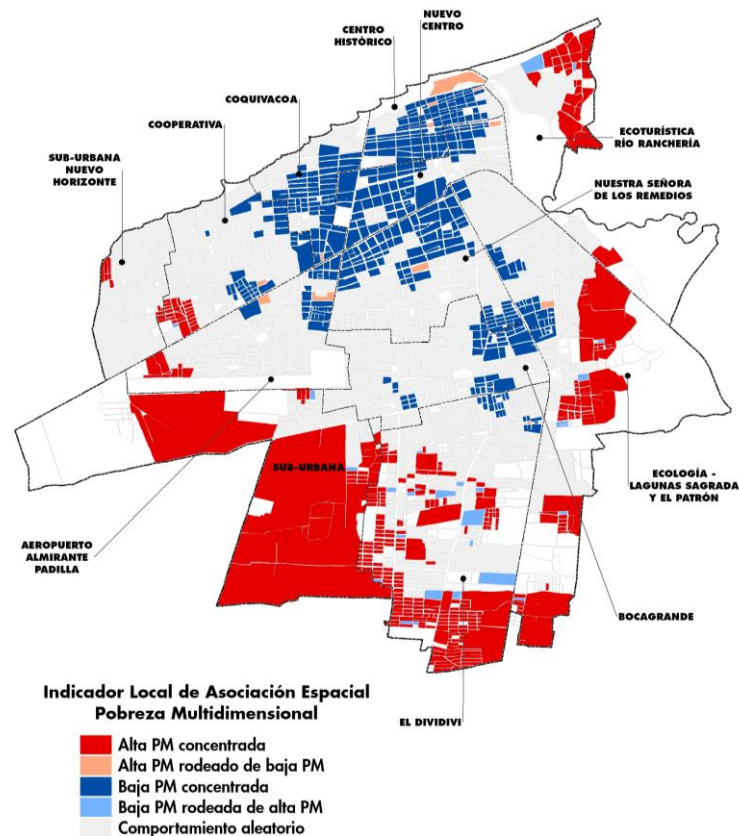 NUEVO
CENTRO
CENTRO
HISTÓRICO
COQUIVACOA
COOPERATIVA
SUB-URBANA
NUEVO
HORIZONTE
ECOTURÍSTICA
RÍO RANCHERÍA
NUESTRA SEÑORA
DE LOS REMEDIOS
SUB-URBANA
ECOLOGÍA -
LAGUNAS SAGRADA
Y EL PATRÓN
AEROPUERTO
ALMIRANTE
PADILLA
BOCAGRANDE
EL DIVIDIVI
Indicador Local de Asociación Espacial
Pobreza Multidimensional
Alta PM concentrada
Alta PM rodeado de baja PM
Baja PM concentrada
Baja PM rodeada de alta PM
Comportamiento aleatorio